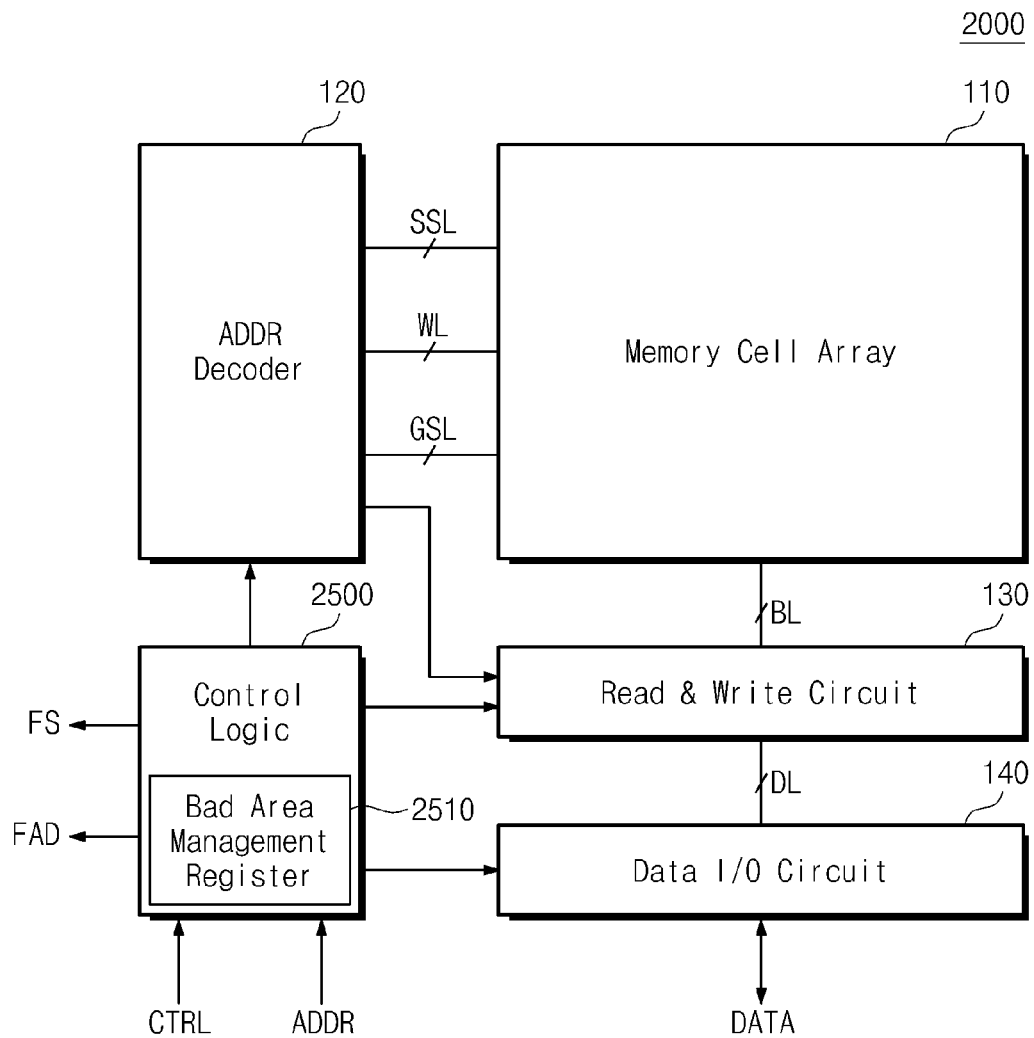 2000
120
110
SSL
ADDR
Decoder
WL
Memory Cell Array
GSL
2500
BL
130
Control
Logic
Read & Write Circuit
FS
DL
140
Bad Area
Management
Register
2510
FAD
Data I/O Circuit
CTRL
ADDR
DATA